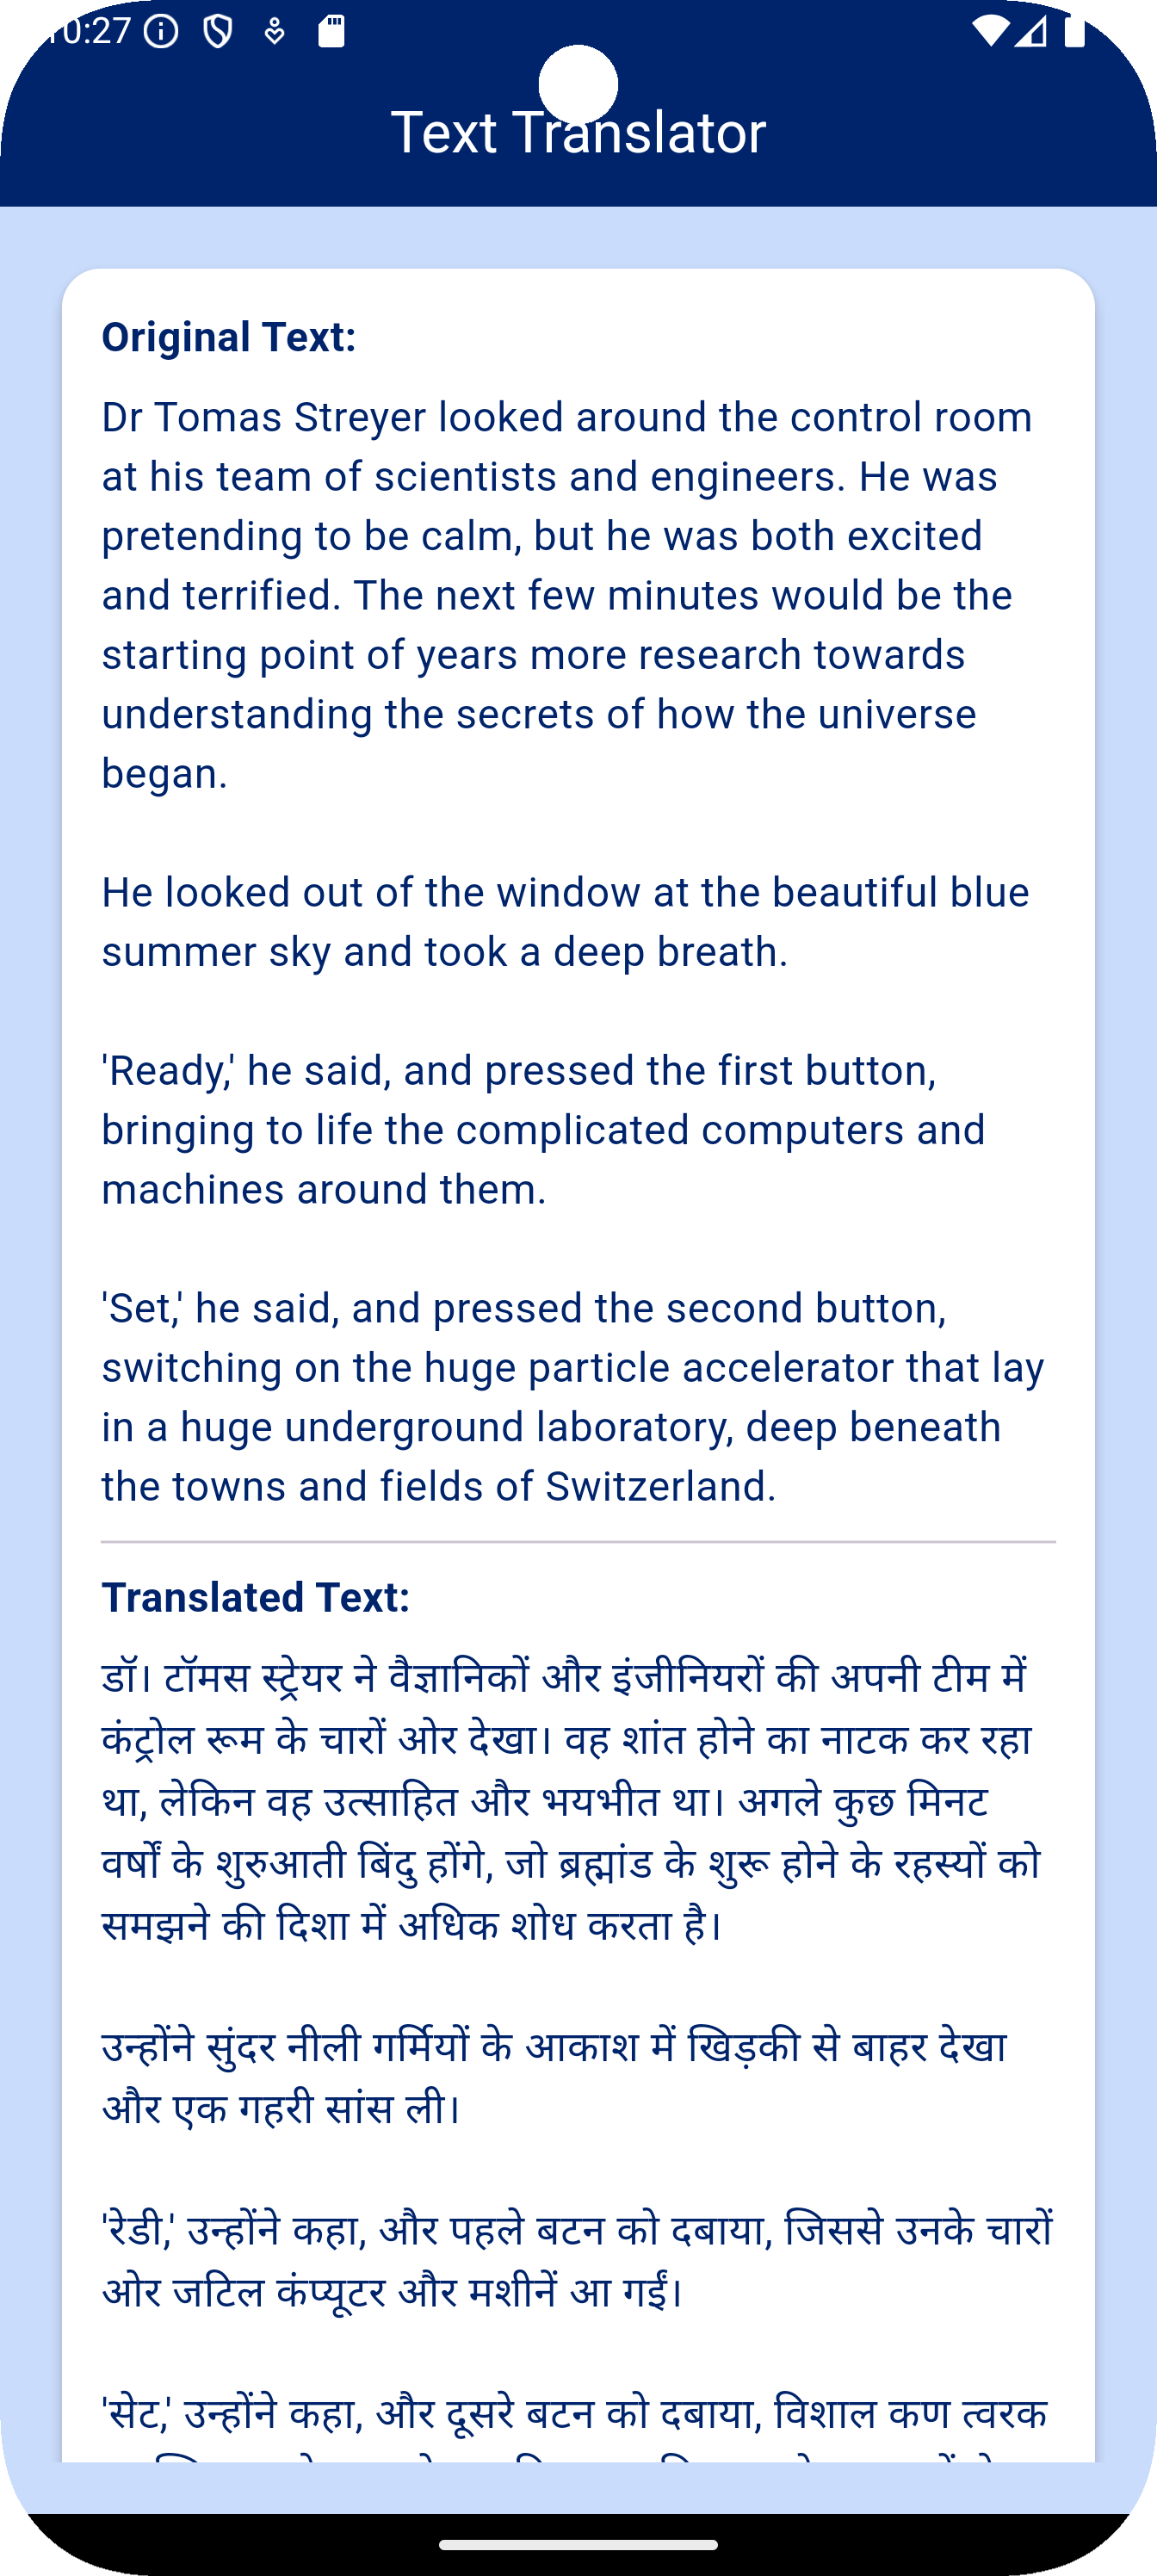 0:27
Text Translator
Original Text:
Dr Tomas Streyer looked around the control room
at his team of scientists and engineers. He was
pretending to be calm, but he was both excited
and terrified. The next few minutes would be the
starting point of years more research towards
understanding the secrets of how the universe
began.
He looked out of the window at the beautiful blue
summer sky and took a deep breath.
'Ready,' he said, and pressed the first button,
bringing to life the complicated computers and
machines around them.
'Set,' he said, and pressed the second button,
switching on the huge particle accelerator that lay
in a huge underground laboratory, deep beneath
the towns and fields of Switzerland.
Translated Text:
डॉ। टॉमस स्ट्रेयर ने वैज्ञानिकों और इंजीनियरों की अपनी टीम में
कंट्रोल रूम के चारों ओर देखा। वह शांत होने का नाटक कर रहा
था, लेकिन वह उत्साहित और भयभीत था। अगले कुछ मिनट
वर्षों के शुरुआती बिंदु होंगे, जो ब्रह्मांड के शुरू होने के रहस्यों को
समझने की दिशा में अधिक शोध करता है।
उन्होंने सुंदर नीली गर्मियों के आकाश में खिड़की से बाहर देखा
और एक गहरी सांस ली।
'रेडी,' उन्होंने कहा, और पहले बटन को दबाया, जिससे उनके चारों
ओर जटिल कंप्यूटर और मशीनें आ गईं।
'सेट,' उन्होंने कहा, और दूसरे बटन को दबाया, विशाल कण त्वरक